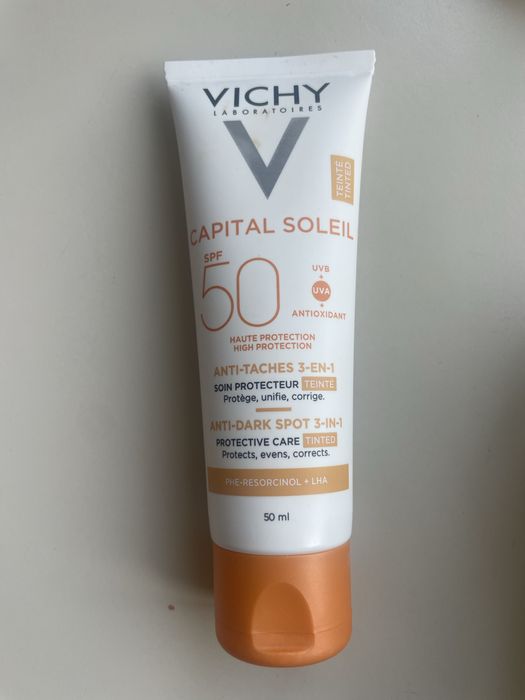 VICHY
LABORATOIRES
TEINTÉ
TINTED
CAPITAL SOLEIL
SPF
50
UVB
+
UVA
+
ANTIOXIDANT
HAUTE PROTECTION
HIGH PROTECTION
ANTI-TACHES 3-EN-1
SOIN PROTECTEUR TEINTÉ
Protège, unifie, corrige.
ANTI-DARK SPOT 3-IN-1
PROTECTIVE CARE TINTED
Protects, evens, corrects.
PHE-RESORCINOL + LHA
50 ml